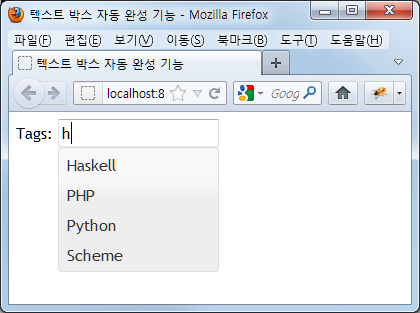 텍스트 박스 자동 완성 기능 - Mozilla Firefox
파일(F) 편집(E) 보기(V) 이동(S) 북마크(B) 도구(T) 도움말(H)
텍스트 박스 자동 완성 기능
localhost:8 Goog
Tags: h
Haskell
PHP
Python
Scheme